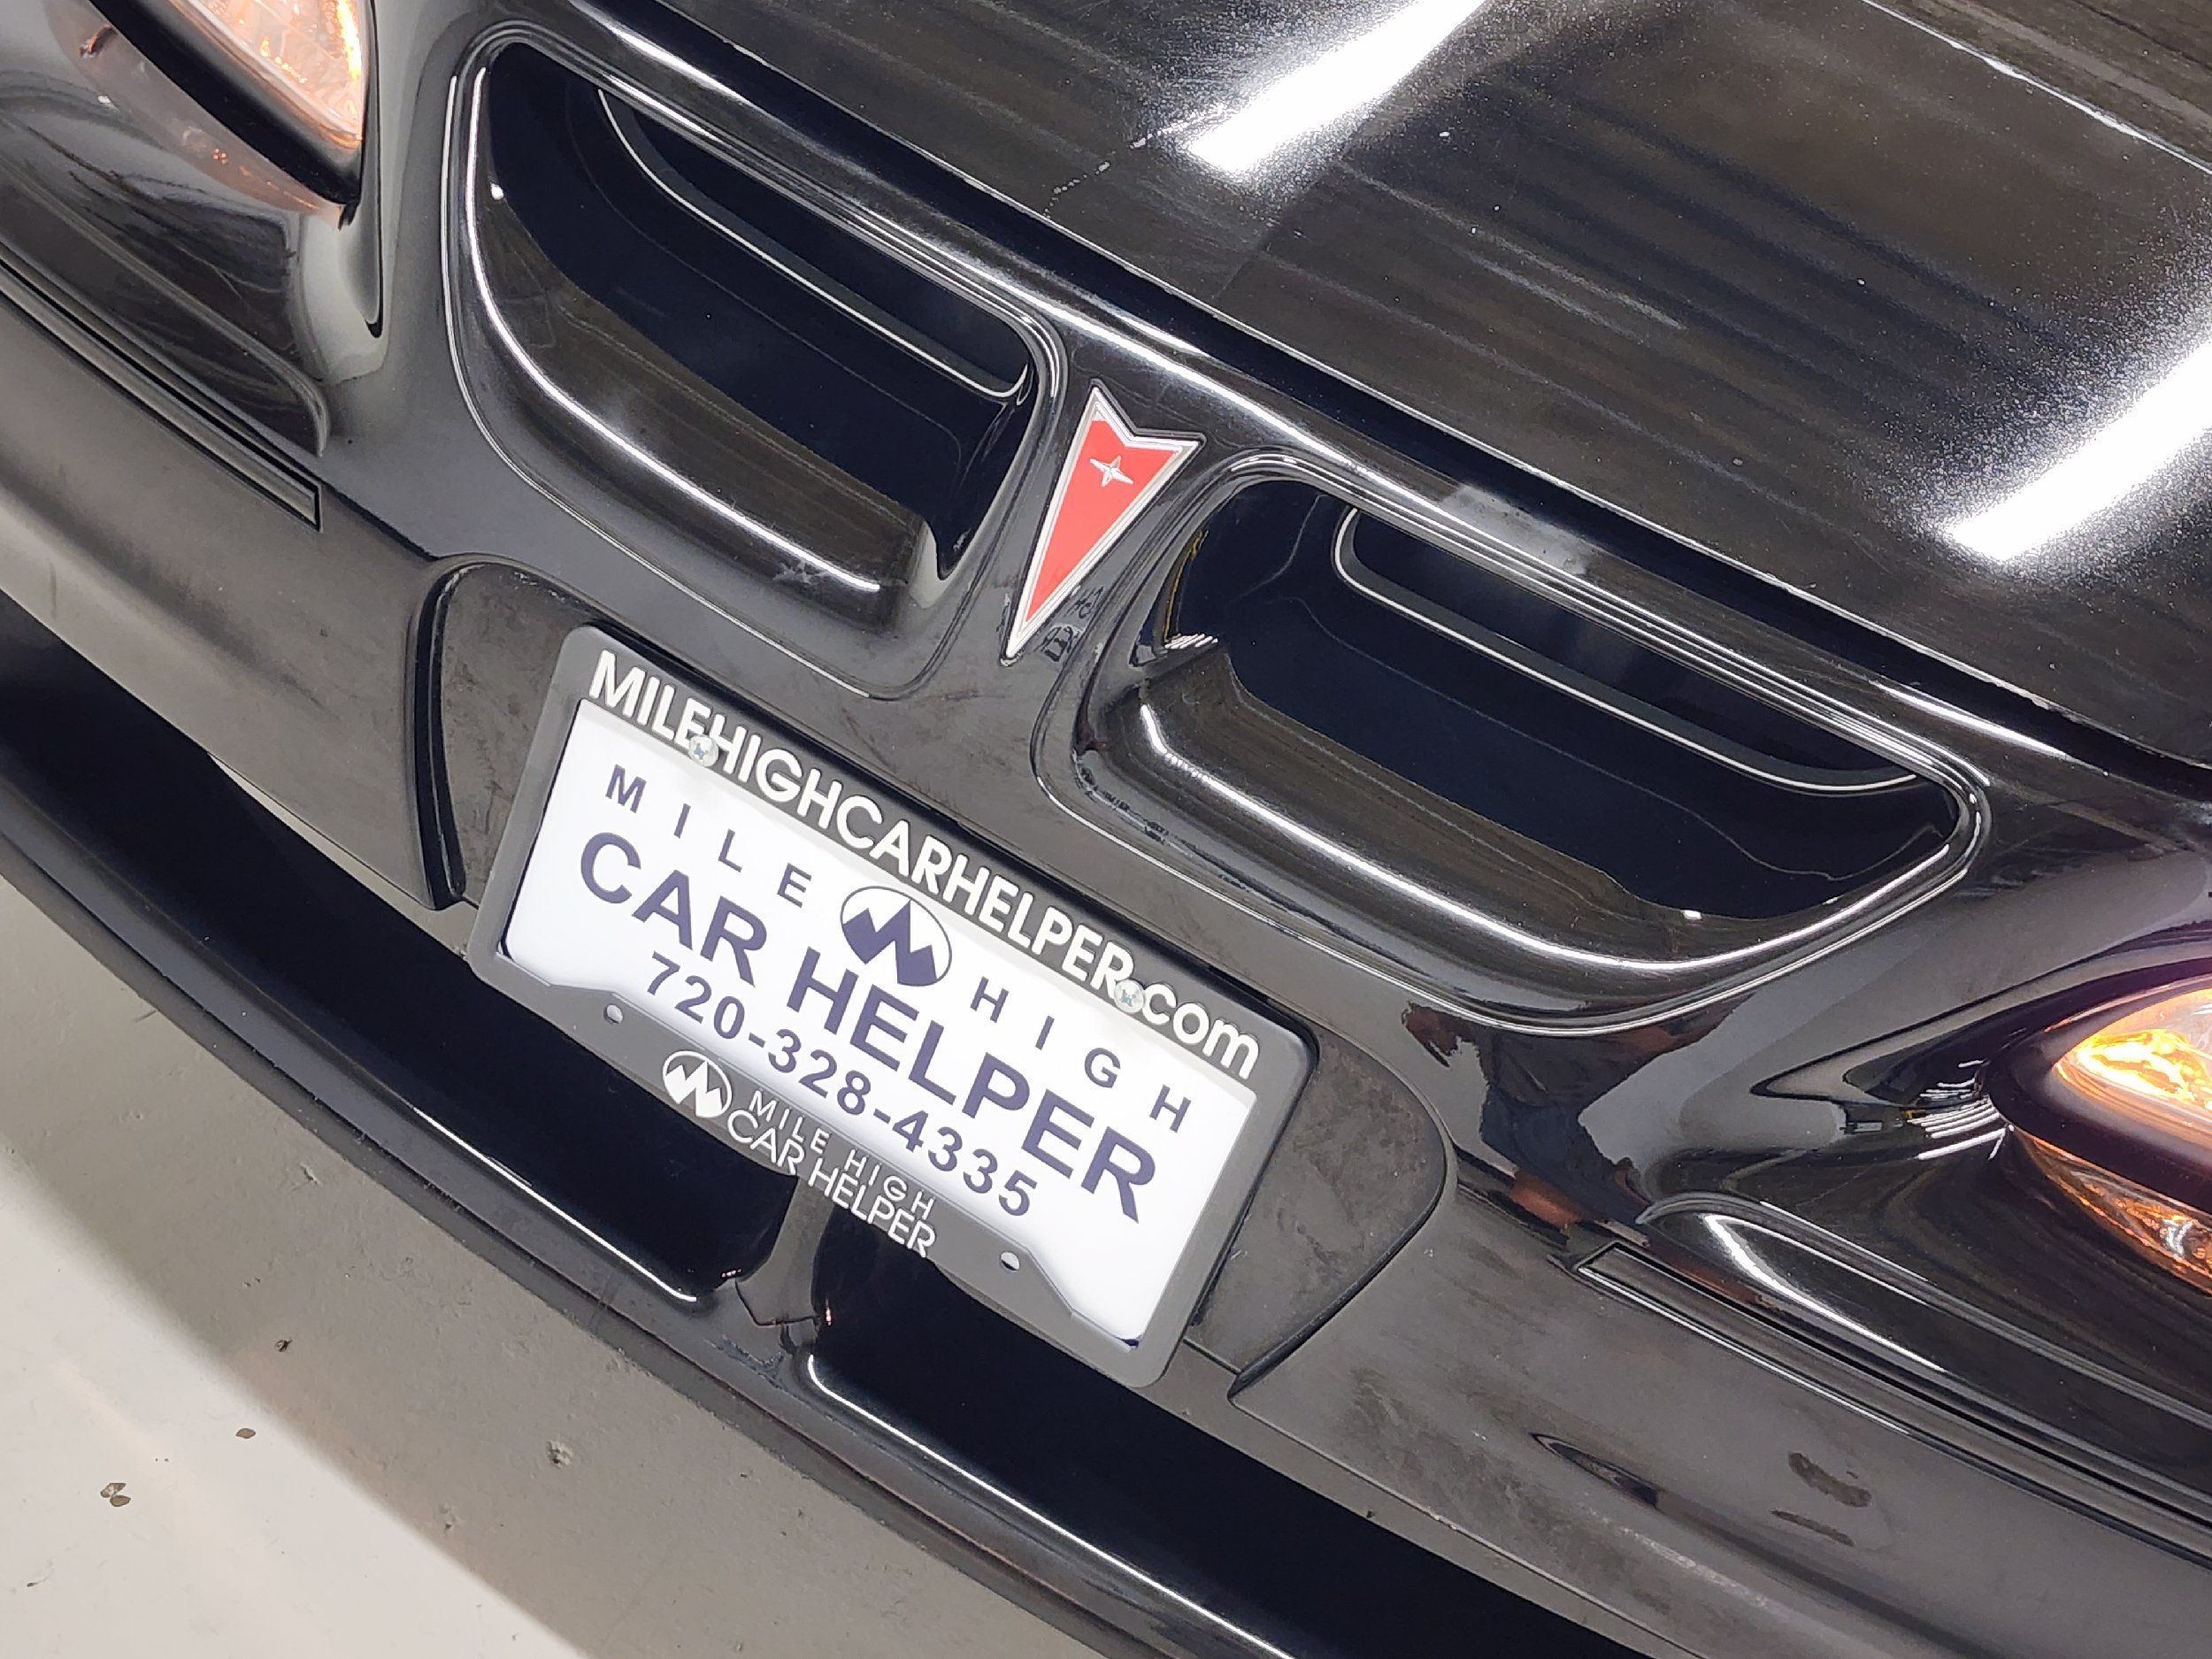 MILEHIGHCARHELPER.com
MILE HIGH
CAR HELPER
720-328-4335
MILE HIGH
CAR HELPER